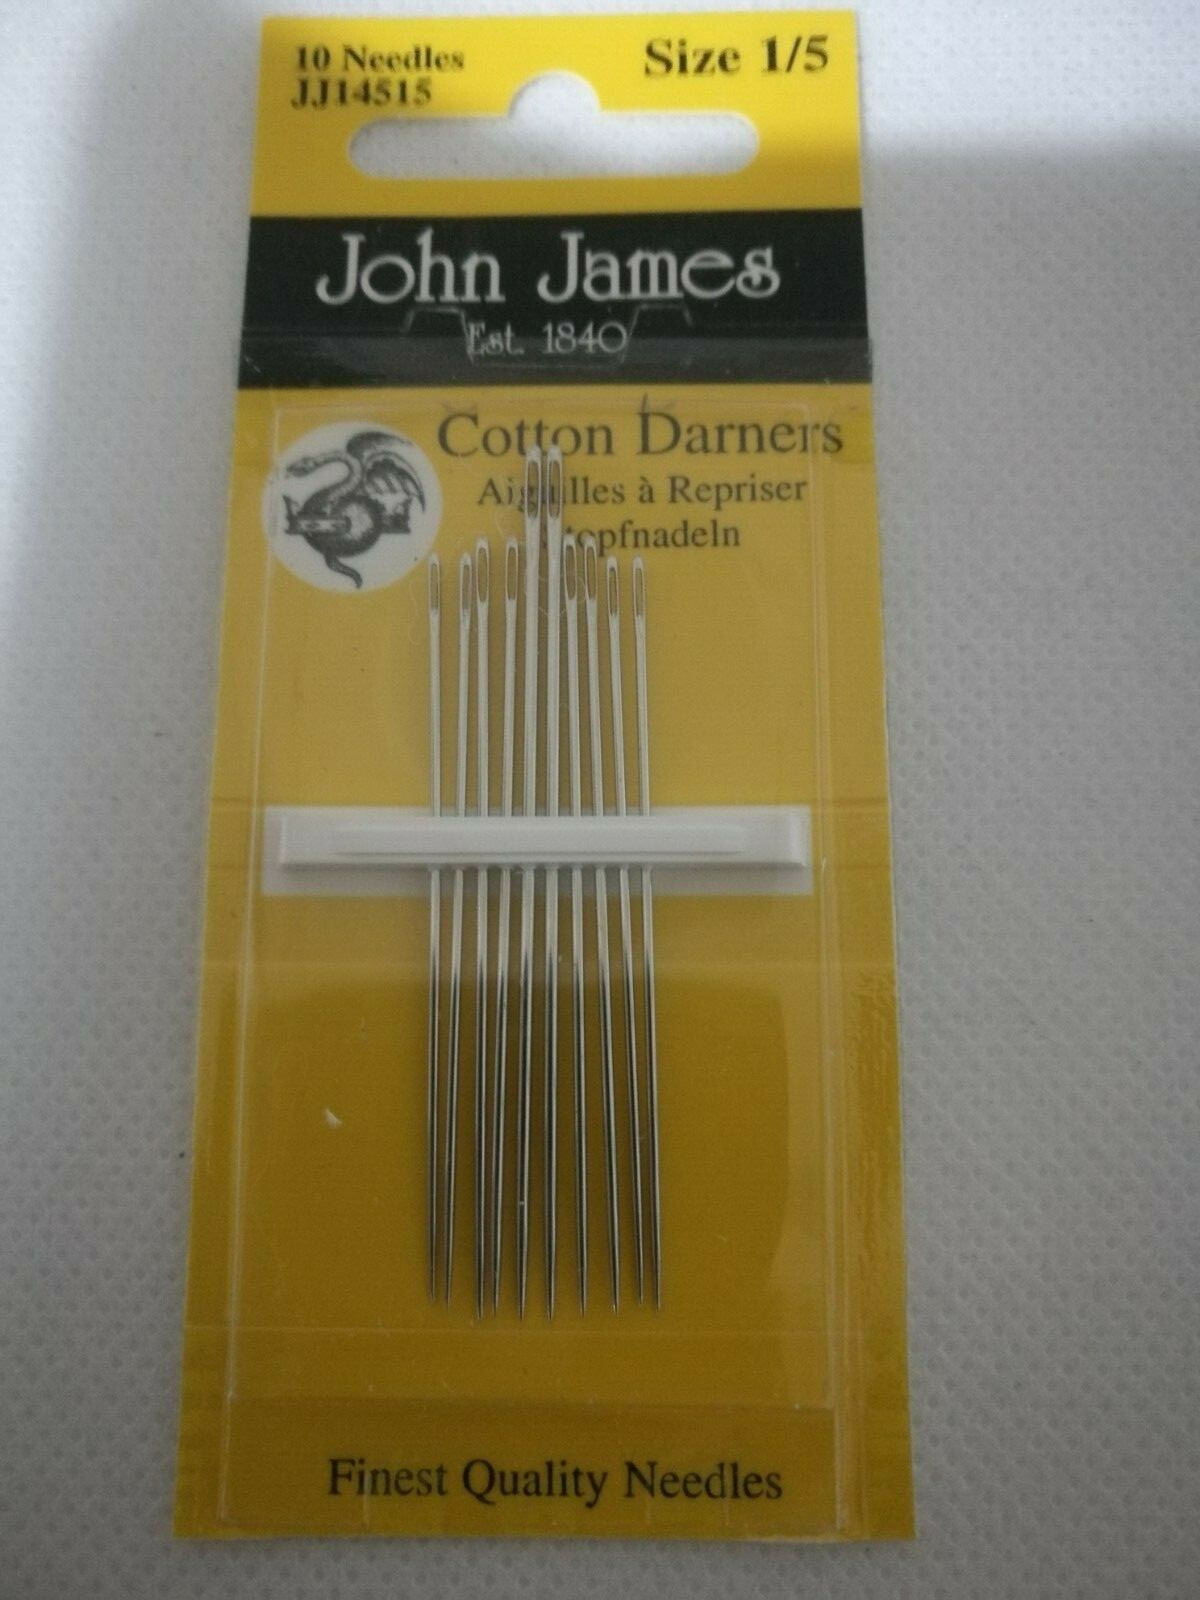 10 Needles
Size 1/5
JJ14515
John James
Est. 1840
Cotton Darners
Aiguilles à Repriser
Stopfnadeln
Finest Quality Needles